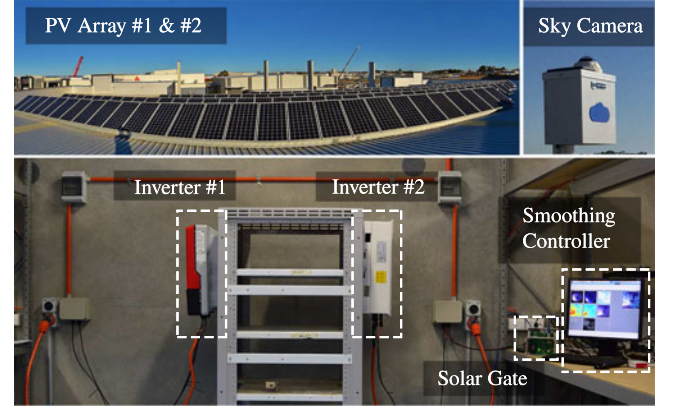 PV Array #1 & #2
Sky Camera
Inverter #1
Inverter #2
Smoothing
Controller
Solar Gate